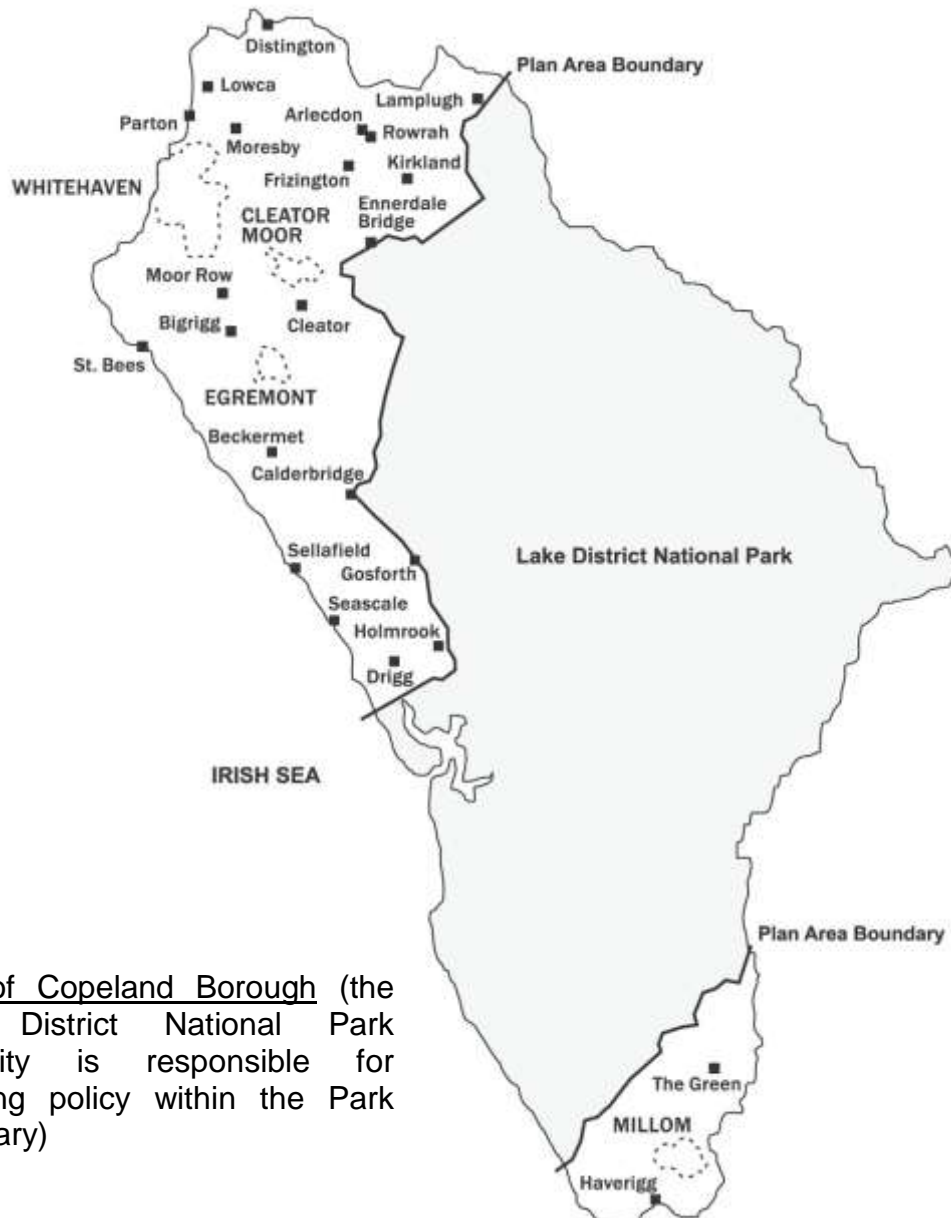 Distington
Plan Area Boundary
Lowca
Lamplugh
Arlecdon
Parton
Rowrah
Moresby
Kirkland
Frizington
WHITEHAVEN
Ennerdale
Bridge
CLEATOR
MOOR
Moor Row
Cleator
Bigrigg
St. Bees
EGREMONT
Beckermet
Calderbridge
Sellafield
Lake District National Park
Gosforth
Seascale
Holmrook
Drigg
IRISH SEA
Plan Area Boundary
of Copeland Borough (the
District National Park
ity is responsible for
ng policy within the Park
ary)
The Green
MILLOM
Haverigg